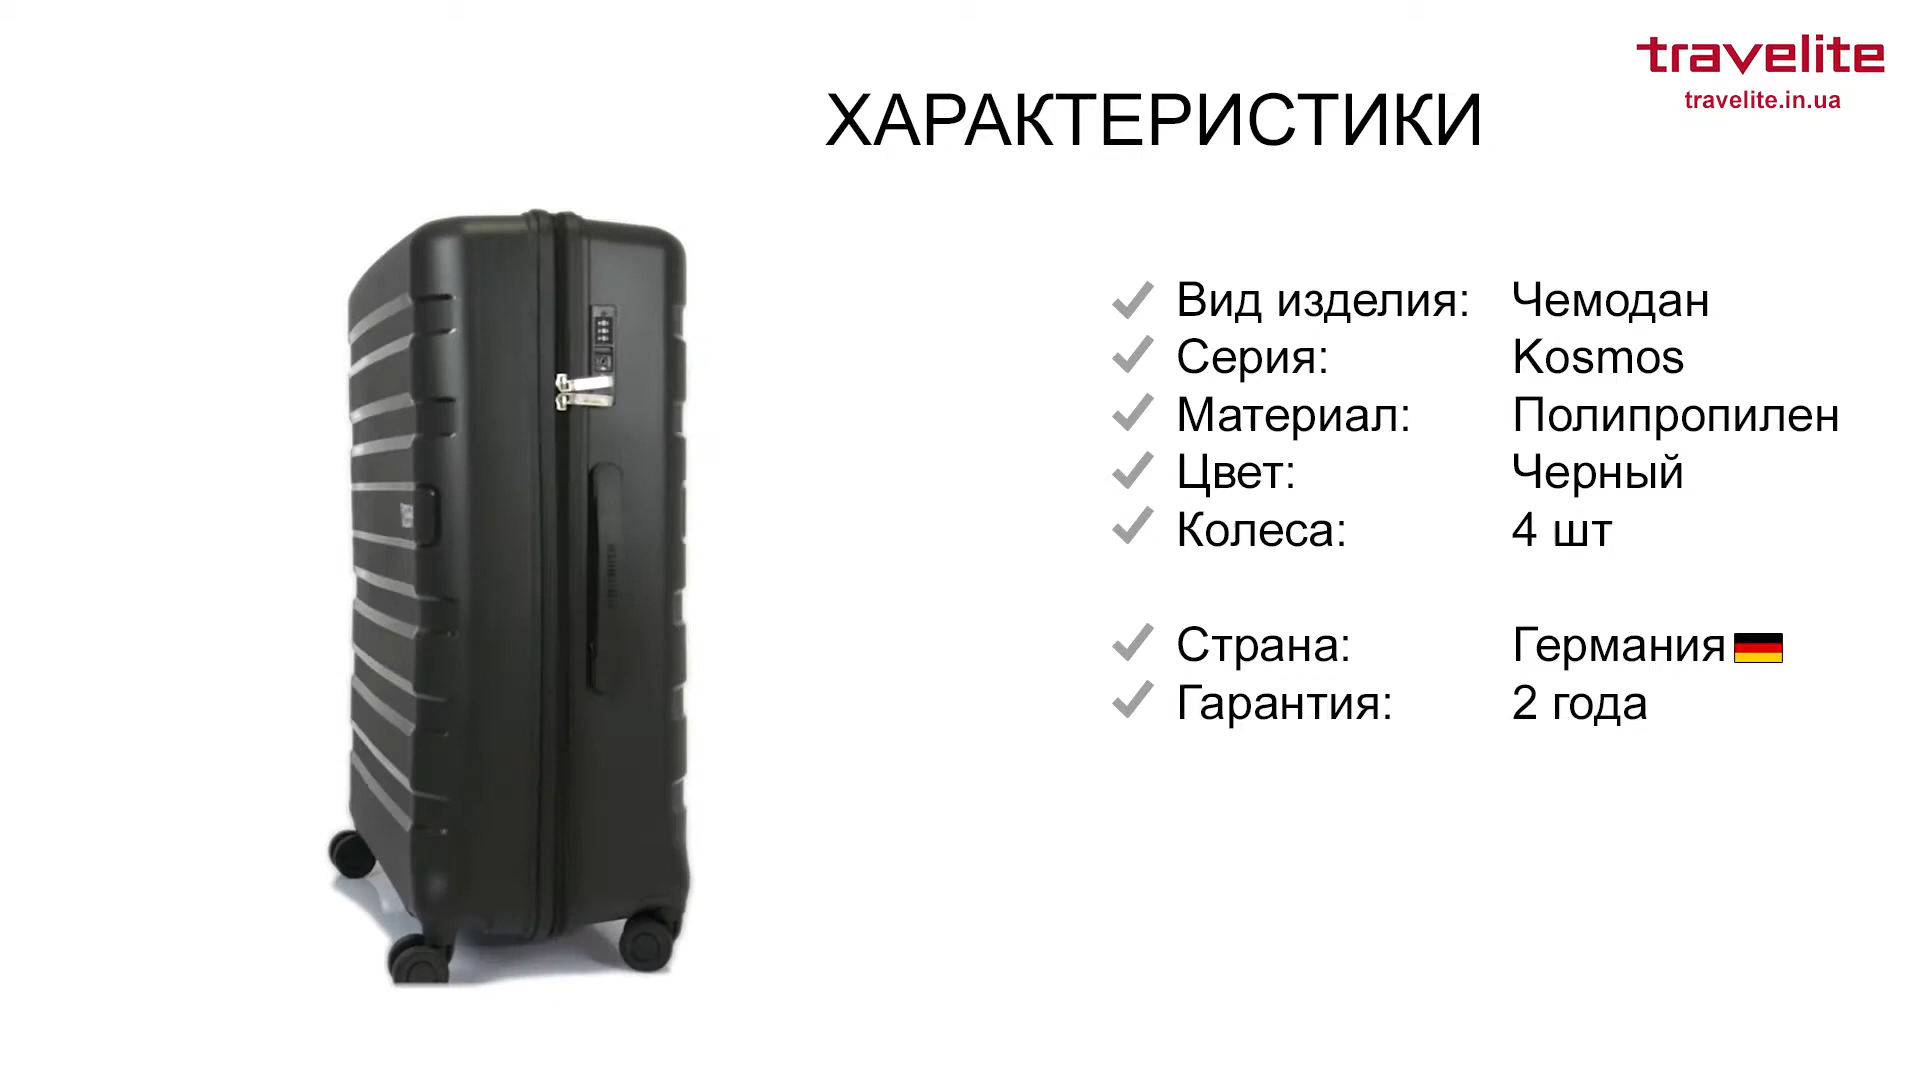 travelite
travelite.in.ua
ХАРАКТЕРИСТИКИ
Вид изделия: Чемодан
Серия: Kosmos
Материал: Полипропилен
Цвет: Черный
Колеса: 4 шт
Страна: Германия
Гарантия: 2 года